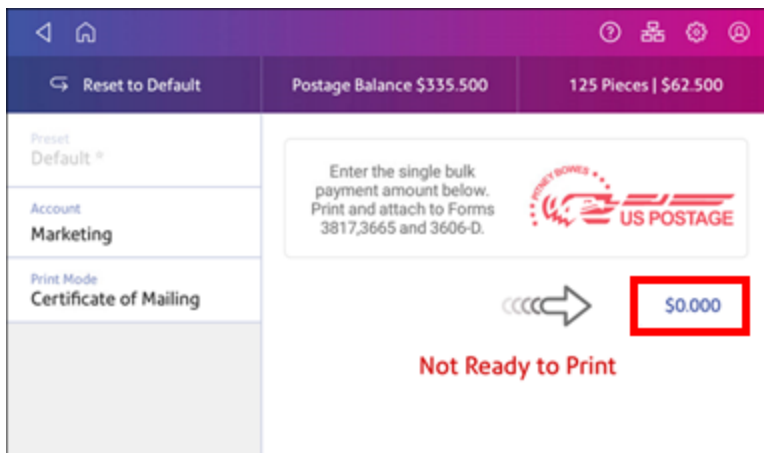 Reset to Default
Postage Balance $335.500
125 Pieces | $62.500
Preset
Default *
Account
Marketing
Print Mode
Certificate of Mailing
Enter the single bulk
payment amount below.
Print and attach to Forms
3817,3665 and 3606-D.
PITNEY BOWES
US POSTAGE
$0.000
Not Ready to Print